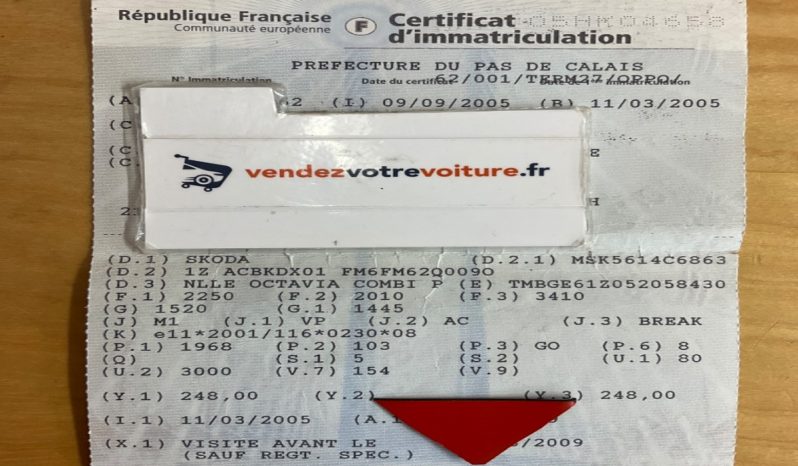 République Française
Communauté européenne
F
Certificat
d'immatriculation
PREFECTURE DU PAS DE CALAIS
N° Immatriculation
Date du certificat
62/001/TERM27/OPPO/
immatriculation
(A 62 (I) 09/09/2005 (B) 11/03/2005
(C
(C. E
(C.
vendezvotrevoiture.fr
H
(D.1) SKODA (D.2.1) MSK5614C6863
(D.2) 1Z ACBKDX01 FM6FM62Q0090
(D.3) NLLE OCTAVIA COMBI P (E) TMBGE61Z052058430
(F.1) 2250 (F.2) 2010 (F.3) 3410
(G) 1520 (G.1) 1445
(J) M1 (J.1) VP (J.2) AC (J.3) BREAK
(K) e11*2001/116*0230*08
(P.1) 1968 (P.2) 103 (P.3) GO (P.6) 8
(Q) (S.1) 5 (S.2) (U.1) 80
(U.2) 3000 (V.7) 154 (V.9)
(Y.1) 248,00 (Y.2) (Y.3) 248,00
(I.1) 11/03/2005 (A.1
(X.1) VISITE AVANT LE /2009
(SAUF REGT. SPEC.)